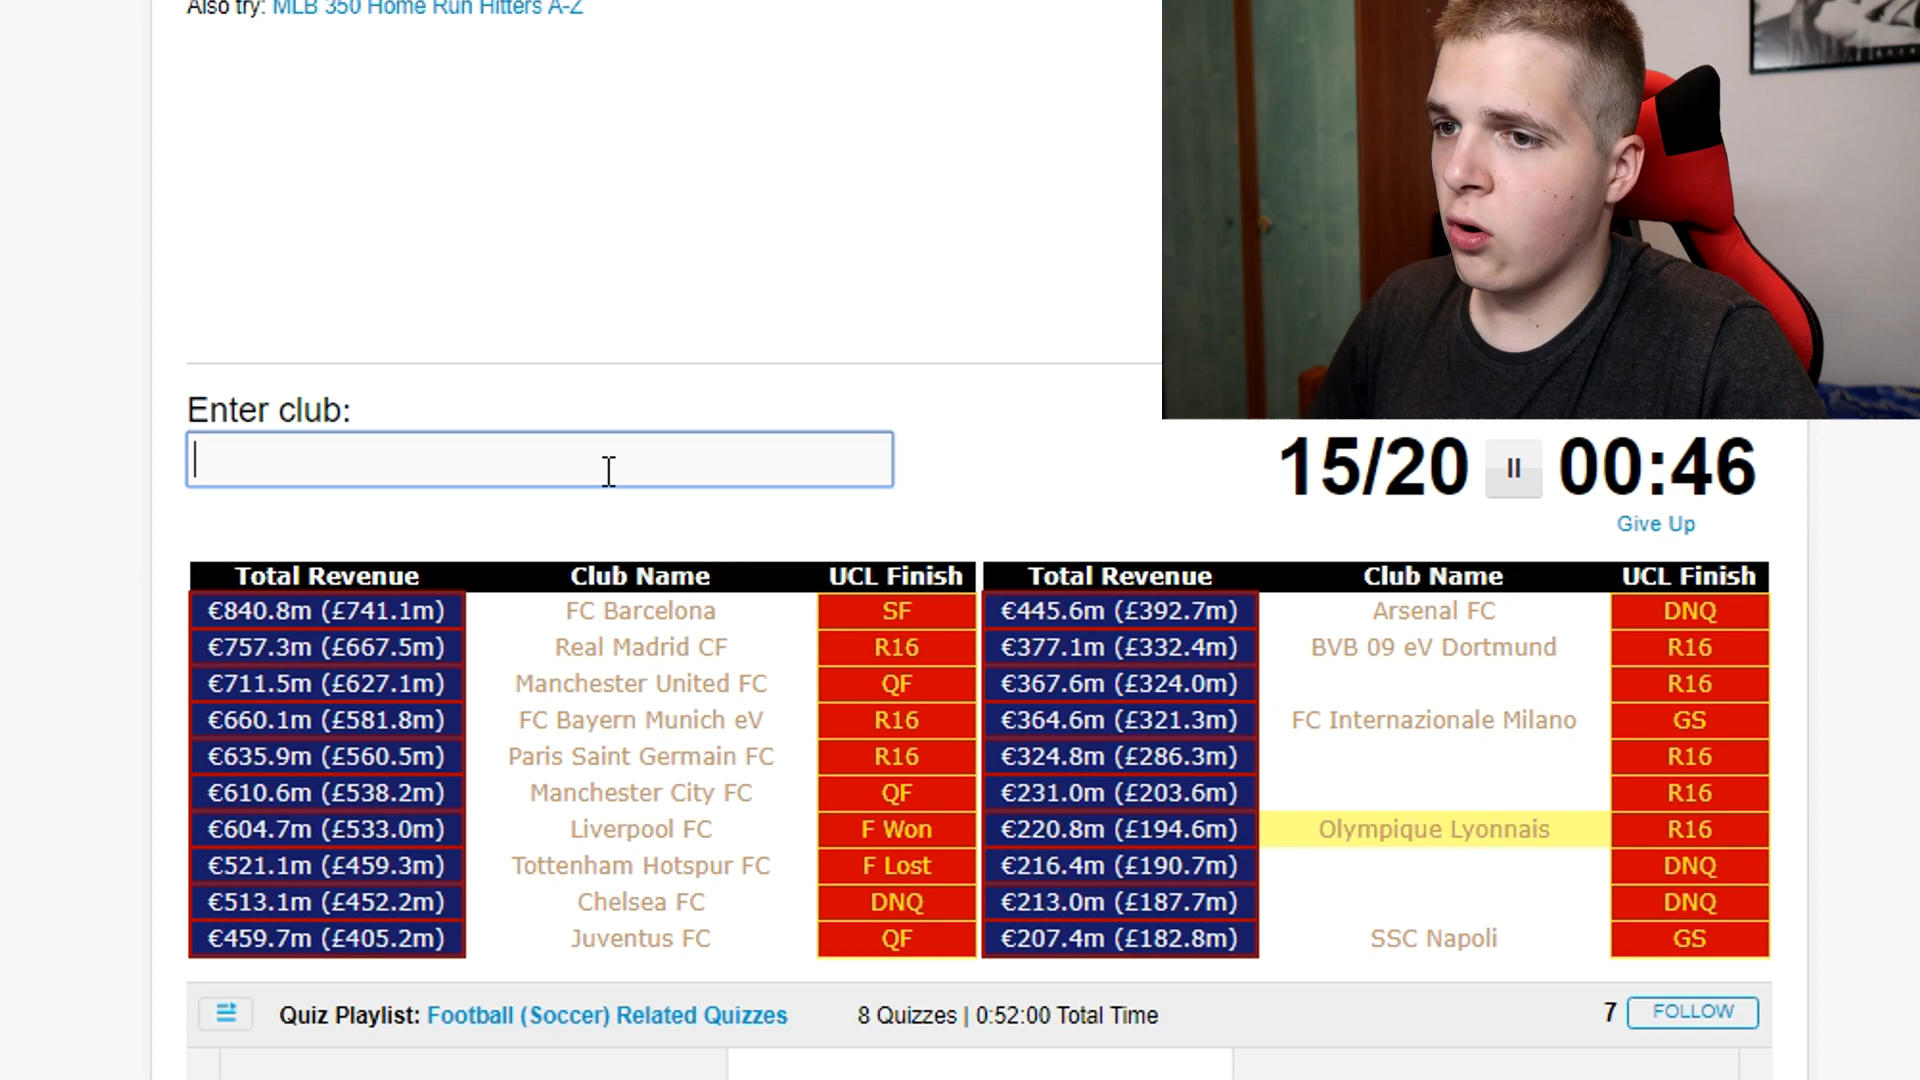 Also try: MLB 350 Home Run Hitters A-Z
Enter club:
15/20 00:46
Give Up
Total Revenue Club Name UCL Finish Total Revenue Club Name UCL Finish
€840.8m (£741.1m) FC Barcelona SF €445.6m (£392.7m) Arsenal FC DNQ
€757.3m (£667.5m) Real Madrid CF R16 €377.1m (£332.4m) BVB 09 eV Dortmund R16
€711.5m (£627.1m) Manchester United FC QF €367.6m (£324.0m) R16
€660.1m (£581.8m) FC Bayern Munich eV R16 €364.6m (£321.3m) FC Internazionale Milano GS
€635.9m (£560.5m) Paris Saint Germain FC R16 €324.8m (£286.3m) R16
€610.6m (£538.2m) Manchester City FC QF €231.0m (£203.6m) R16
€604.7m (£533.0m) Liverpool FC F Won €220.8m (£194.6m) Olympique Lyonnais R16
€521.1m (£459.3m) Tottenham Hotspur FC F Lost €216.4m (£190.7m) DNQ
€513.1m (£452.2m) Chelsea FC DNQ €213.0m (£187.7m) DNQ
€459.7m (£405.2m) Juventus FC QF €207.4m (£182.8m) SSC Napoli GS
Quiz Playlist: Football (Soccer) Related Quizzes 8 Quizzes | 0:52:00 Total Time 7 FOLLOW